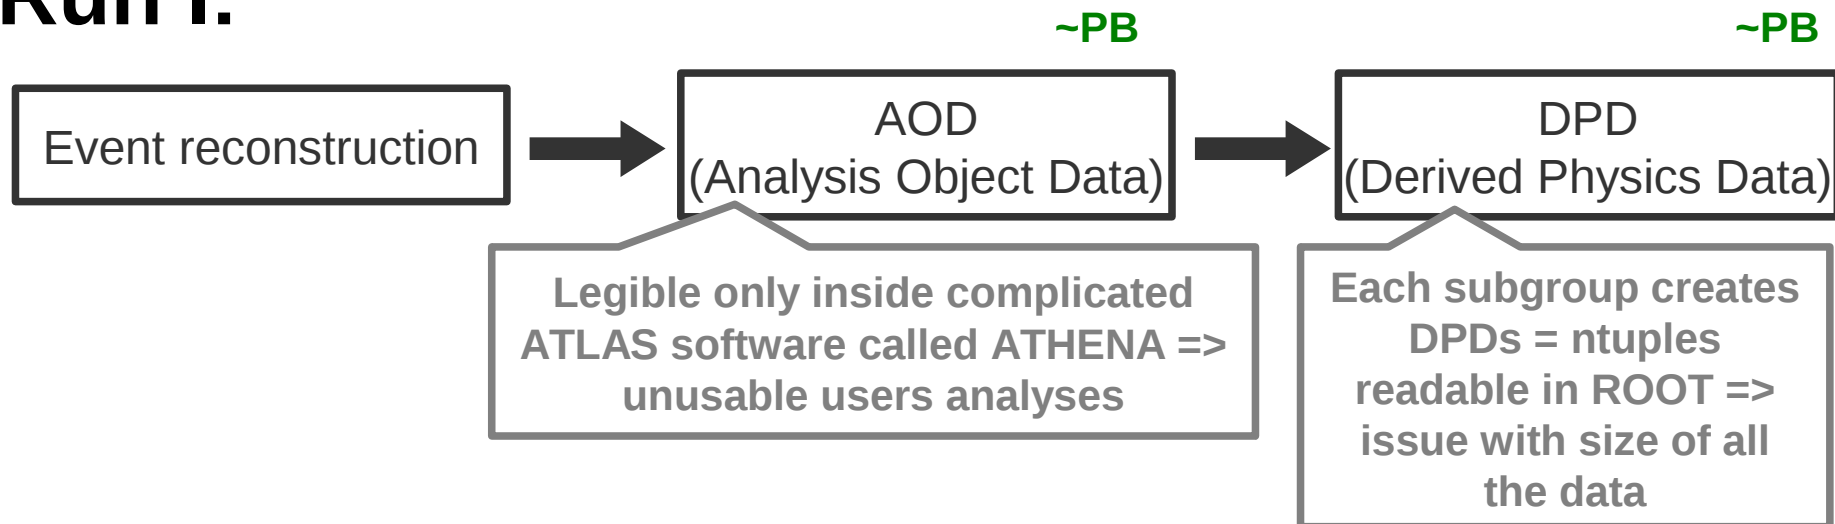 Run I:
~PB
~PB
Event reconstruction
AOD
(Analysis Object Data)
DPD
(Derived Physics Data)
Legible only inside complicated
ATLAS software called ATHENA =>
unusable users analyses
Each subgroup creates
DPDs = ntuples
readable in ROOT =>
issue with size of all
the data